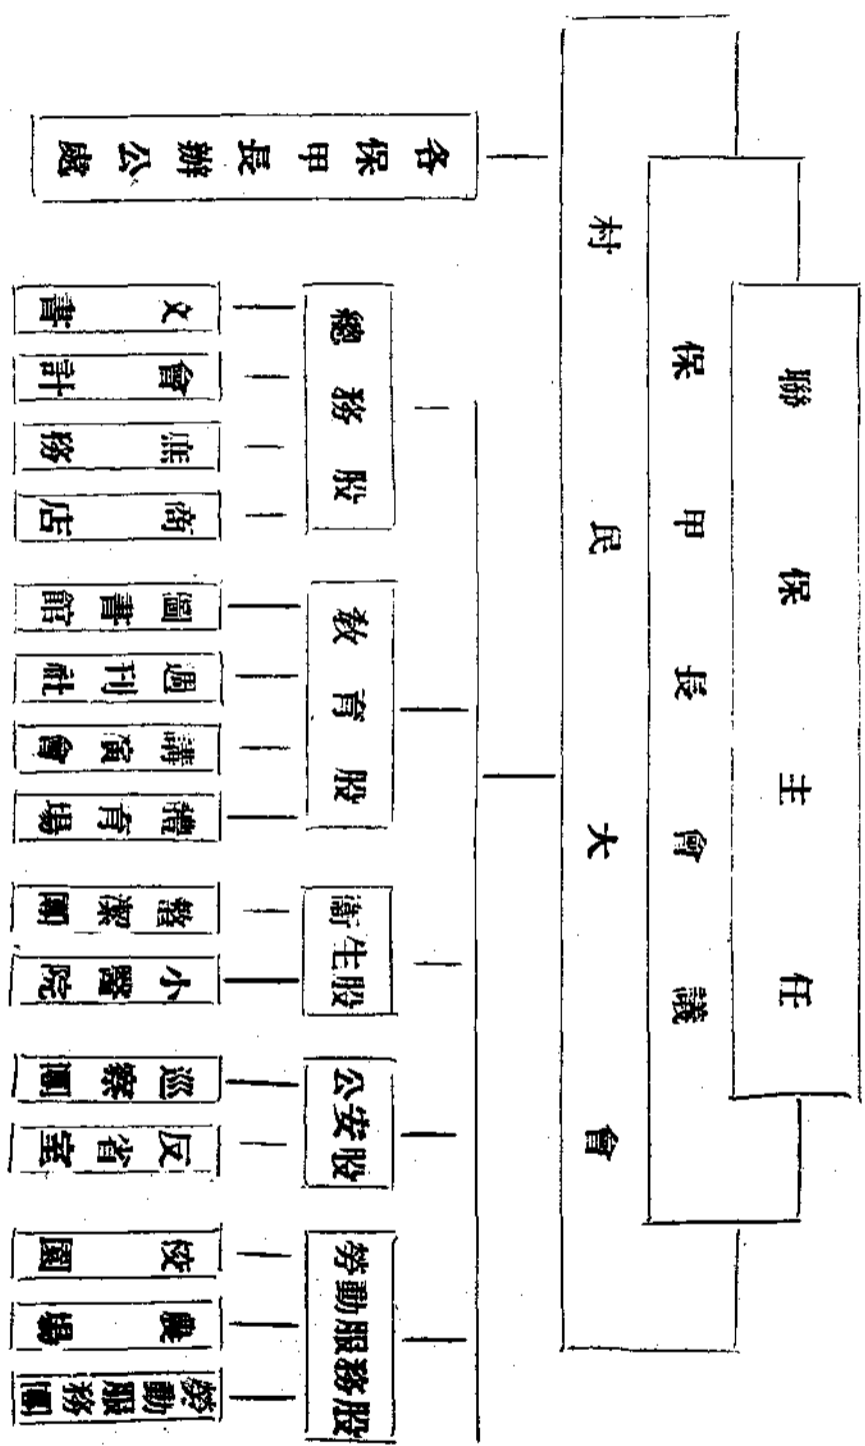 聯保主任
保甲長會議
村民大會
各保甲長辦公處
總務股
文書
會計
庶務
商店
教育股
圖書館
週刊社
講演會
體育場
衛生股
整潔團
小醫院
公安股
巡察團
反省室
勞動服務股
校園
農場
勞動服務團